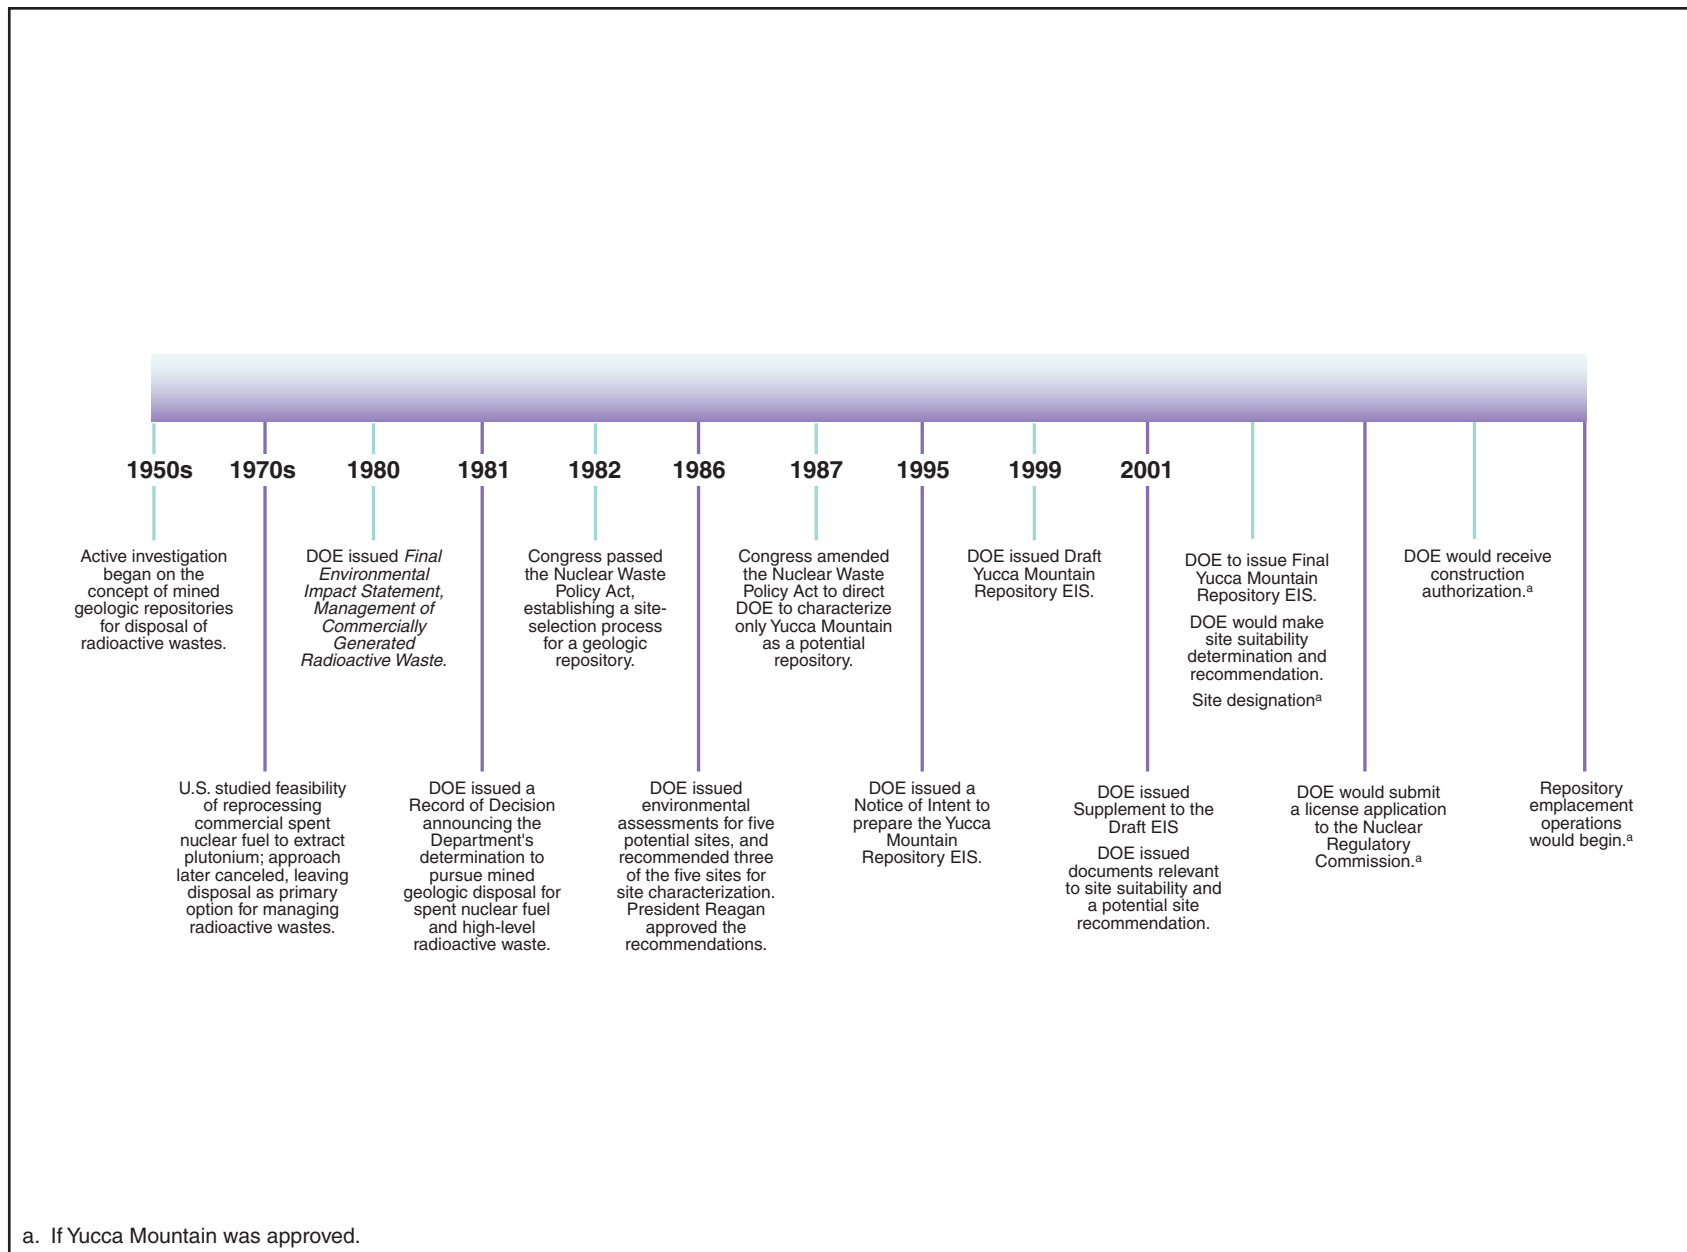 1950s
1970s
1980
1981
1982
1986
1987
1995
1999
2001
Active investigation
began on the
concept of mined
geologic repositories
for disposal of
radioactive wastes.
DOE issued Final
Environmental
Impact Statement,
Management of
Commercially
Generated
Radioactive Waste.
Congress passed
the Nuclear Waste
Policy Act,
establishing a site-
selection process
for a geologic
repository.
Congress amended
the Nuclear Waste
Policy Act to direct
DOE to characterize
only Yucca Mountain
as a potential
repository.
DOE issued Draft
Yucca Mountain
Repository EIS.
DOE to issue Final
Yucca Mountain
Repository EIS.
DOE would make
site suitability
determination and
recommendation.
Site designationa
DOE would receive
construction
authorization.a
U.S. studied feasibility
of reprocessing
commercial spent
nuclear fuel to extract
plutonium; approach
later canceled, leaving
disposal as primary
option for managing
radioactive wastes.
DOE issued a
Record of Decision
announcing the
Department's
determination to
pursue mined
geologic disposal for
spent nuclear fuel
and high-level
radioactive waste.
DOE issued
environmental
assessments for five
potential sites, and
recommended three
of the five sites for
site characterization.
President Reagan
approved the
recommendations.
DOE issued a
Notice of Intent to
prepare the Yucca
Mountain
Repository EIS.
DOE issued
Supplement to the
Draft EIS
DOE issued
documents relevant
to site suitability and
a potential site
recommendation.
DOE would submit
a license application
to the Nuclear
Regulatory
Commission.a
Repository
emplacement
operations
would begin.a
a. If Yucca Mountain was approved.